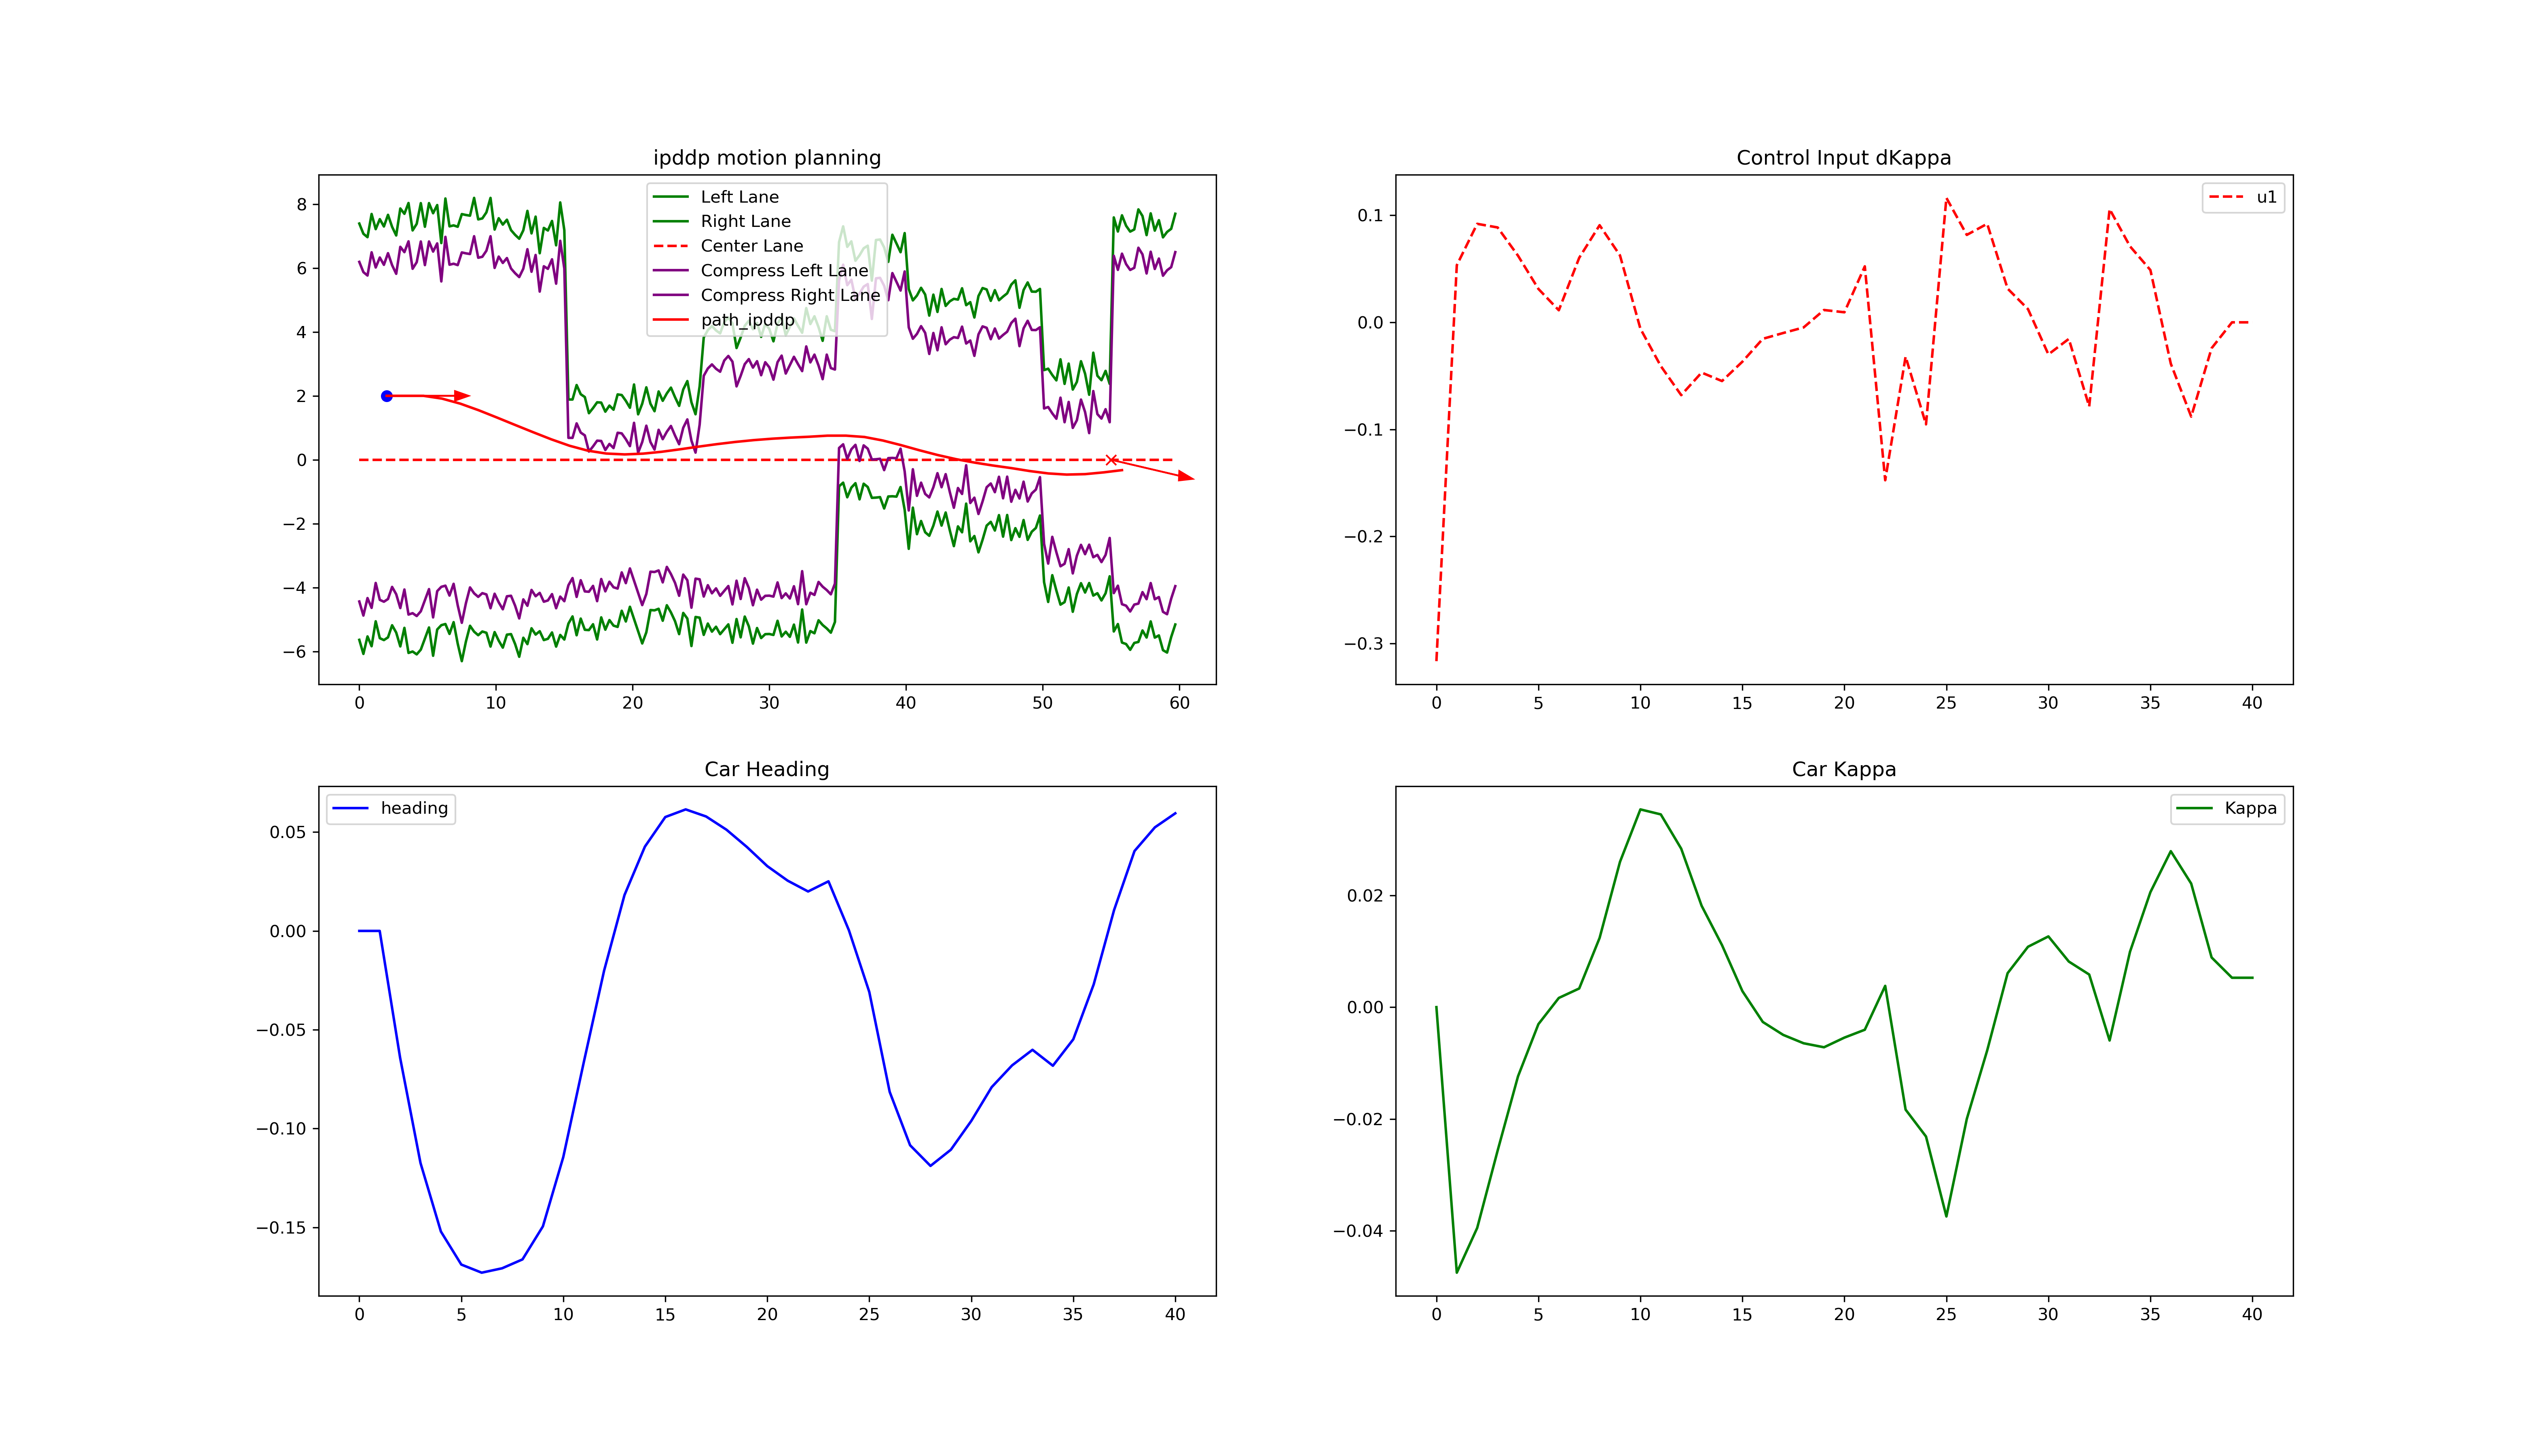 ipddp motion planning
Left Lane
Right Lane
Center Lane
Compress Left Lane
Compress Right Lane
path_ipddp
8
6
4
2
0
−2
−4
−6
0 10 20 30 40 50 60
Control Input dKappa
u1
0.1
0.0
−0.1
−0.2
−0.3
0 5 10 15 20 25 30 35 40
Car Heading
heading
0.05
0.00
−0.05
−0.10
−0.15
0 5 10 15 20 25 30 35 40
Car Kappa
Kappa
0.02
0.00
−0.02
−0.04
0 5 10 15 20 25 30 35 40